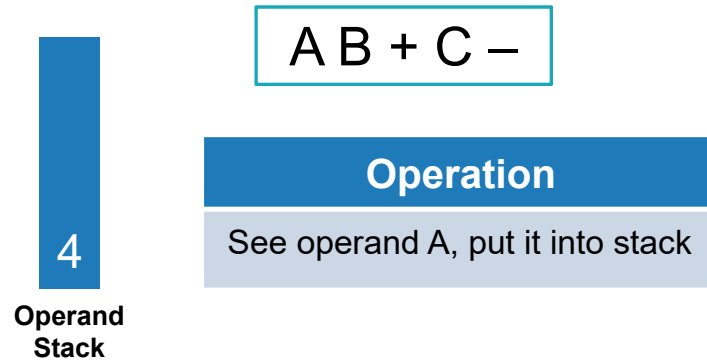 A B + C –
Operation
See operand A, put it into stack
4
Operand
Stack